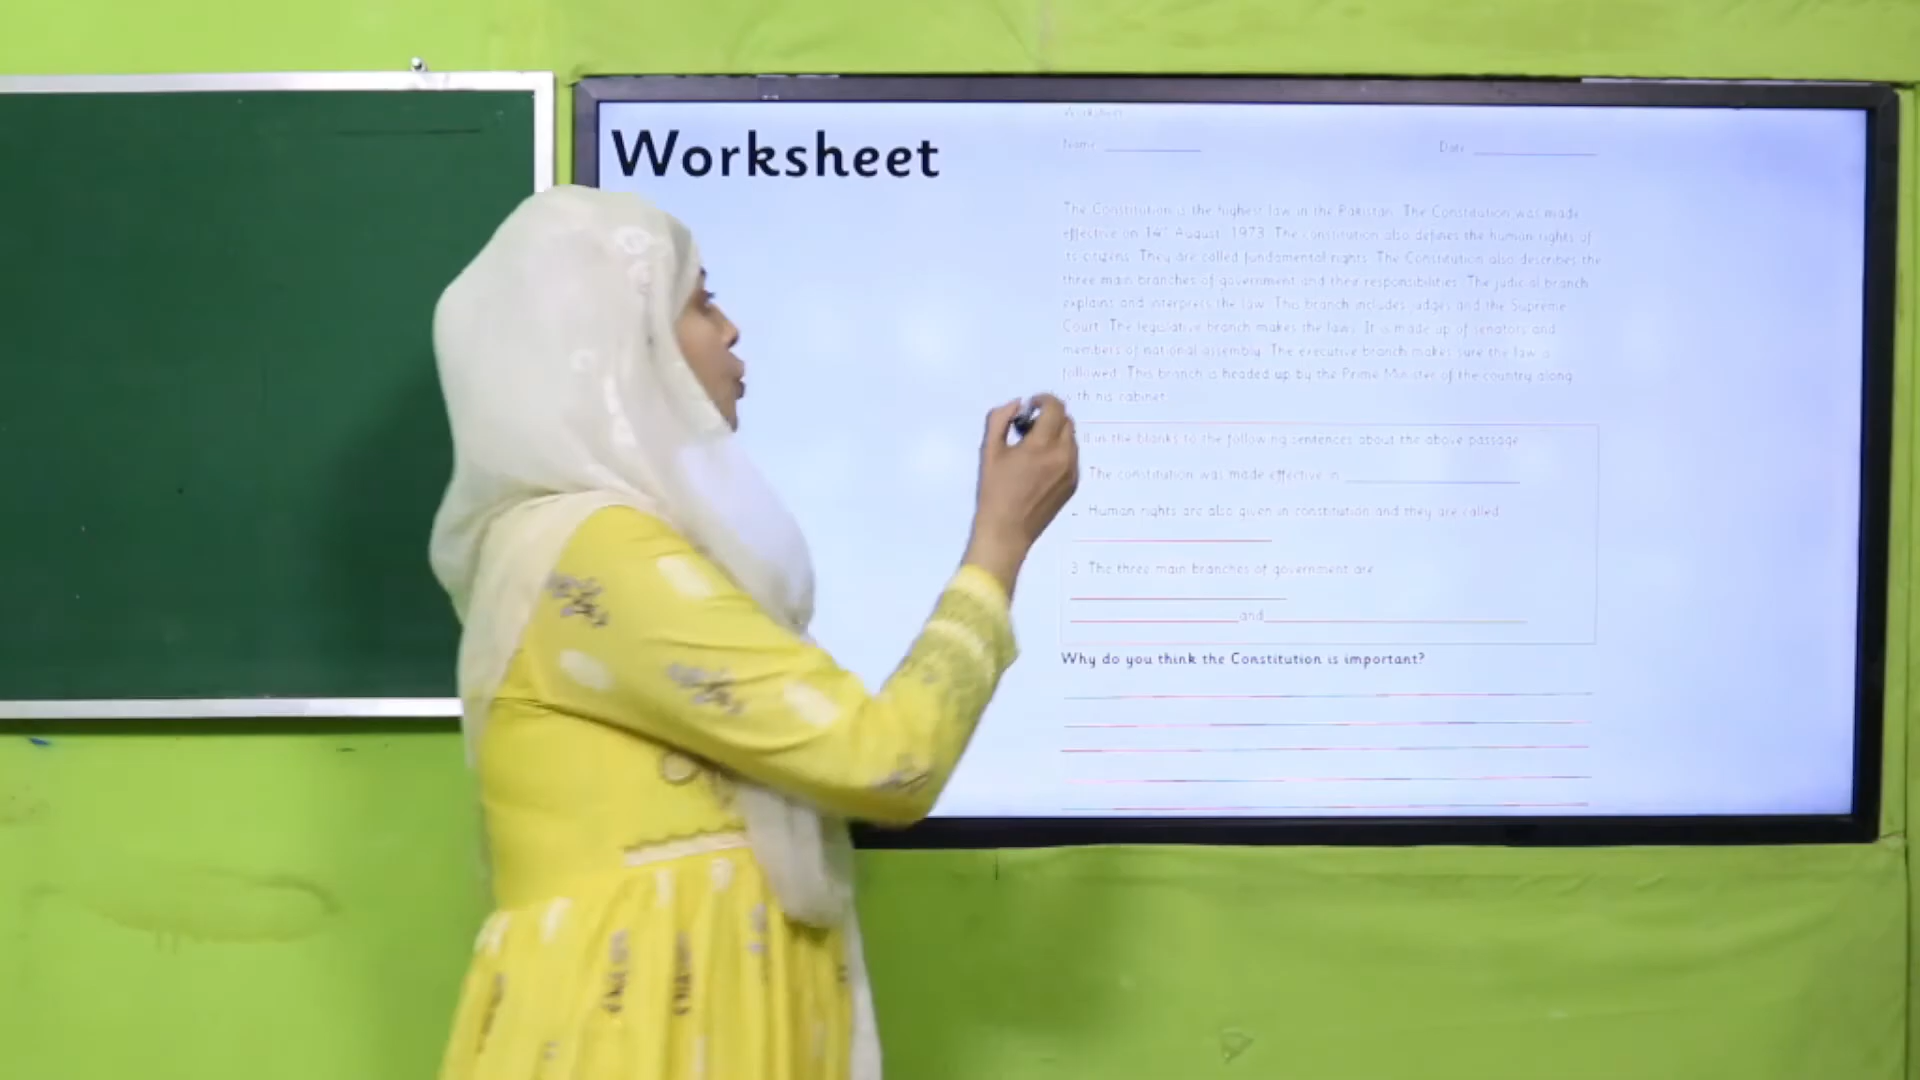 Worksheet
Worksheet
Name
Date
The Constitution is the highest law in the Pakistan. The Constitution was made
effective on 14th August, 1973. The constitution also defines the human rights of
its citizens. They are called fundamental rights. The Constitution also describes the
three main branches of government and their responsibilities. The judicial branch
explains and interprets the law. This branch includes judges and the Supreme
Court. The legislative branch makes the laws. It is made up of senators and
members of national assembly. The executive branch makes sure the law is
followed. This branch is headed up by the Prime Minister of the country along
with his cabinet.
in the blanks to the following sentences about the above passage
The constitution was made effective in
2. Human rights are also given in constitution and they are called
3. The three main branches of government are
and
Why do you think the Constitution is important?